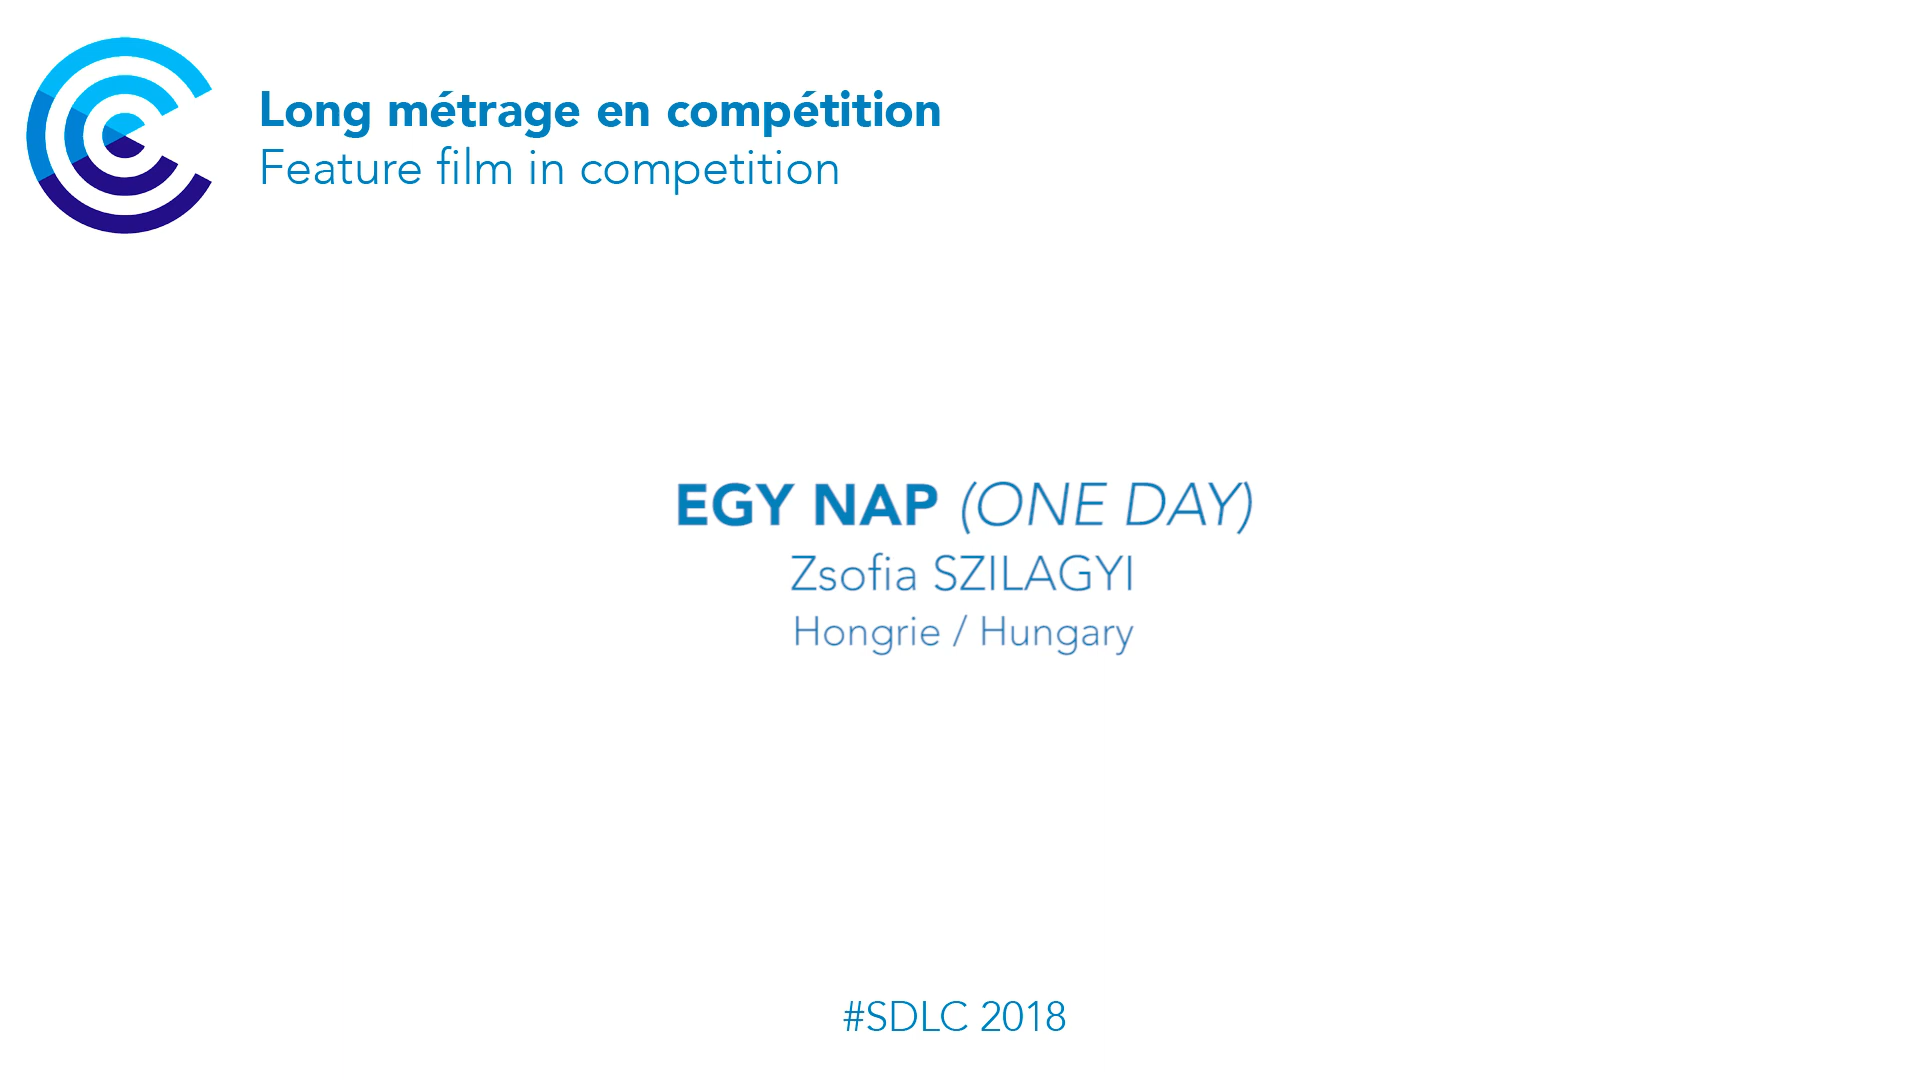 Long métrage en compétition
Feature film in competition
EGY NAP (ONE DAY)
Zsofia SZILAGYI
Hongrie / Hungary
#SDLC 2018